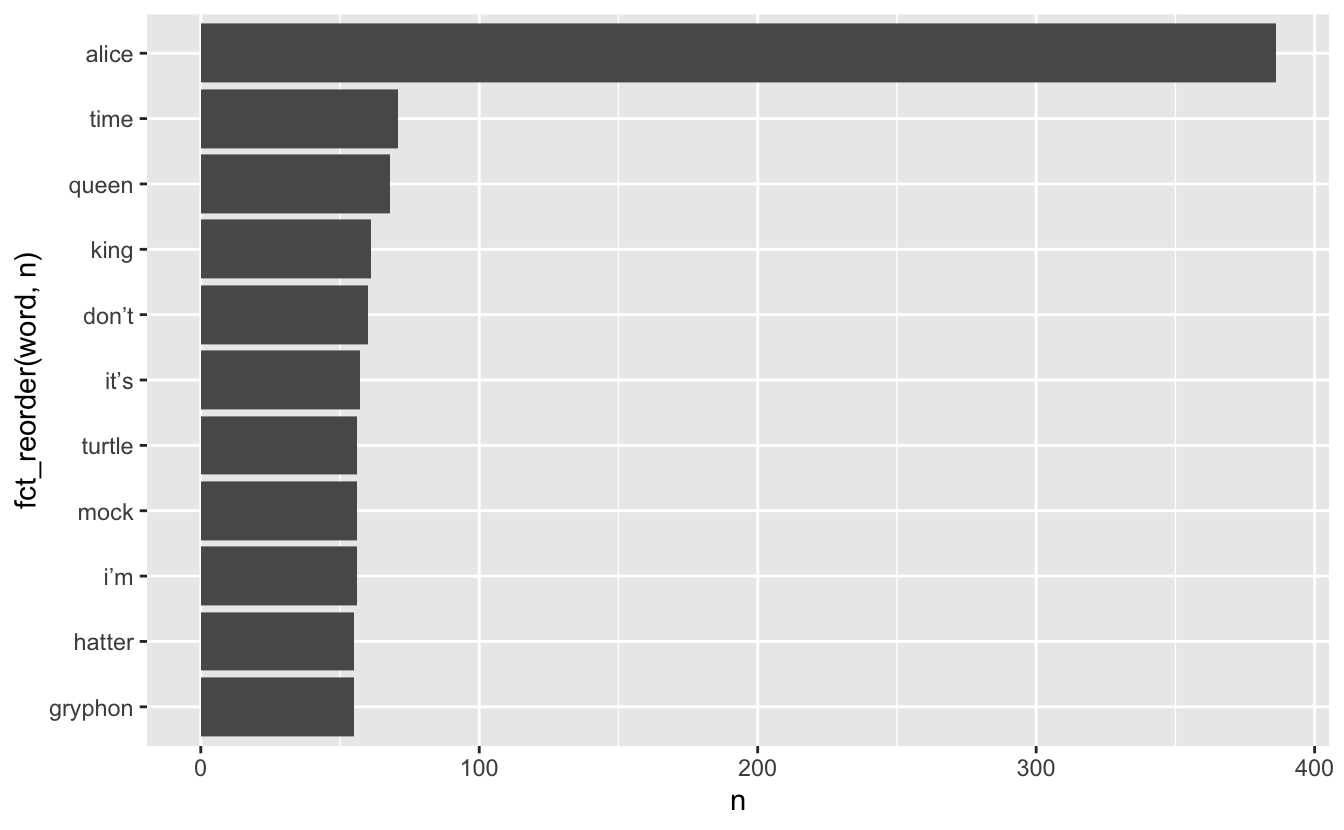 alice
time
queen
king
don’t
it’s
turtle
mock
i’m
hatter
gryphon
fct_reorder(word, n)
0 100 200 300 400
n